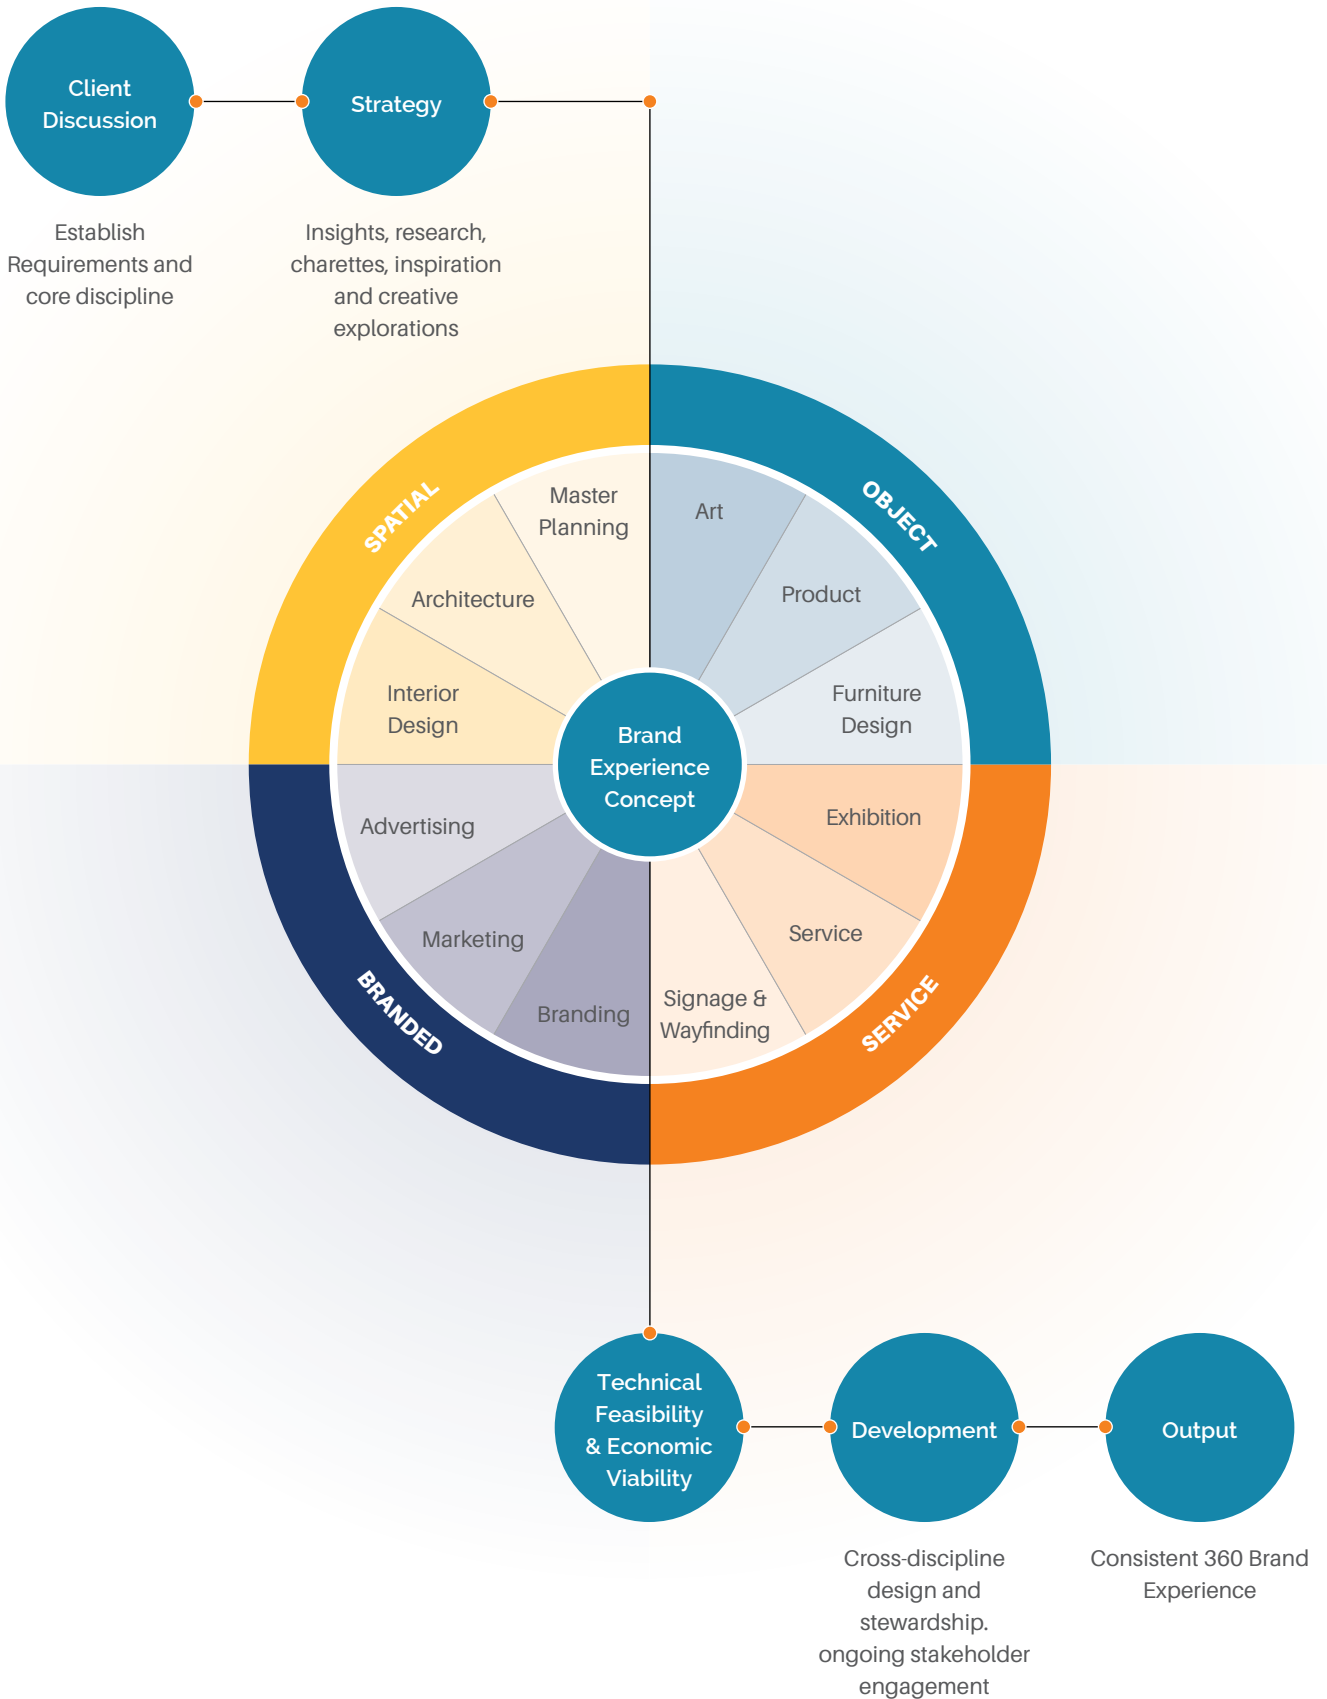 Client
Discussion
Establish
Requirements and
core discipline
Strategy
Insights, research,
charettes, inspiration
and creative
explorations
SPATIAL
Master
Planning
Architecture
Interior
Design
OBJECT
Art
Product
Furniture
Design
Brand
Experience
Concept
BRANDED
Advertising
Marketing
Branding
SERVICE
Exhibition
Service
Signage &
Wayfinding
Technical
Feasibility
& Economic
Viability
Development
Cross-discipline
design and
stewardship.
ongoing stakeholder
engagement
Output
Consistent 360 Brand
Experience